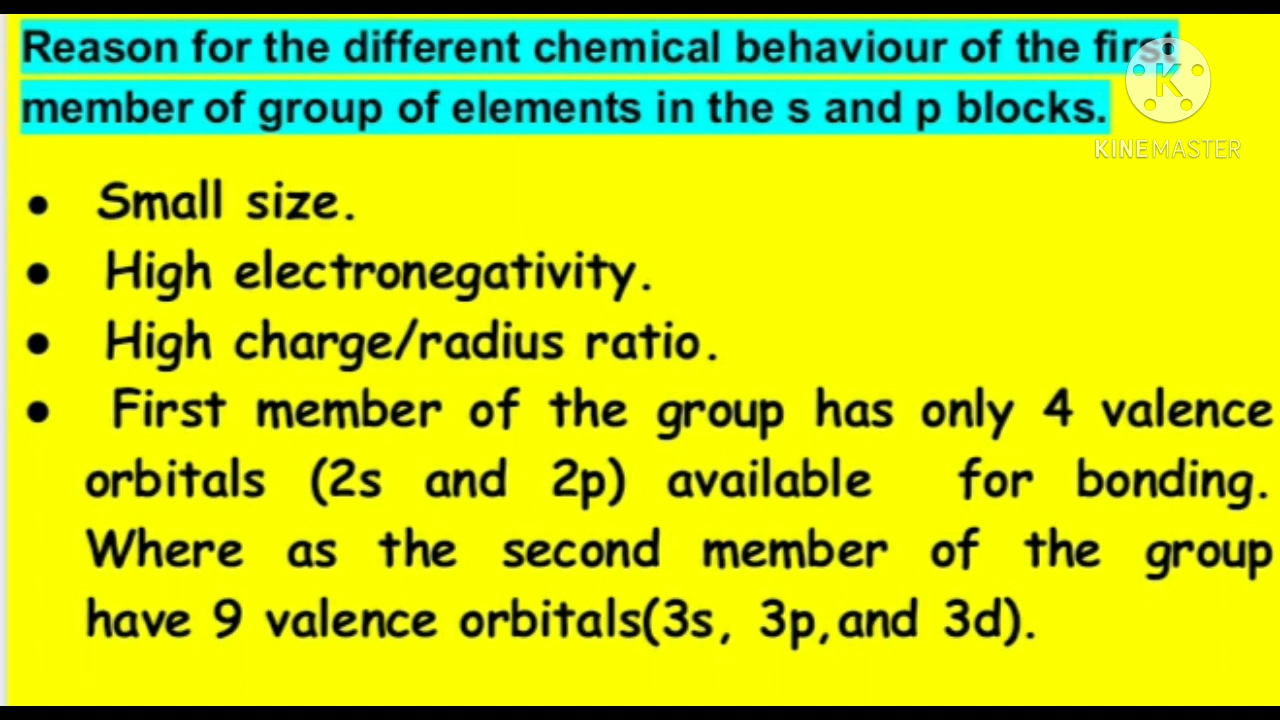 Reason for the different chemical behaviour of the first
member of group of elements in the s and p blocks.
K
KINEMASTER
• Small size.
• High electronegativity.
• High charge/radius ratio.
• First member of the group has only 4 valence
orbitals (2s and 2p) available for bonding.
Where as the second member of the group
have 9 valence orbitals(3s, 3p,and 3d).